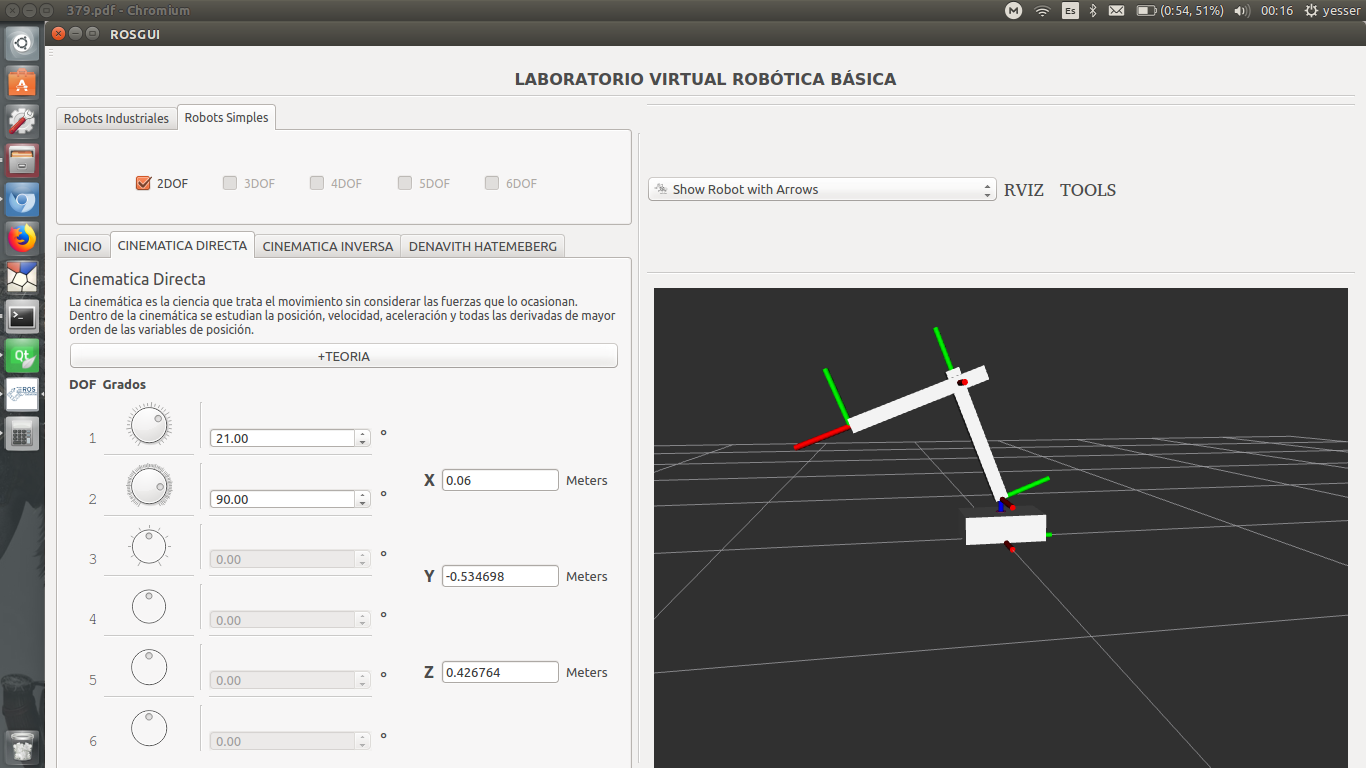 379.pdf - Chromium
M
Es
(0:54, 51%)
00:16
yesser
ROSGUI
LABORATORIO VIRTUAL ROBÓTICA BÁSICA
Robots Industriales
Robots Simples
2DOF
3DOF
4DOF
5DOF
6DOF
Show Robot with Arrows
RVIZ
TOOLS
INICIO
CINEMATICA DIRECTA
CINEMATICA INVERSA
DENAVITH HATEMEBERG
Cinematica Directa
La cinemática es la ciencia que trata el movimiento sin considerar las fuerzas que lo ocasionan.
Dentro de la cinemática se estudian la posición, velocidad, aceleración y todas las derivadas de mayor
orden de las variables de posición.
+TEORIA
DOF Grados
1
21.00
°
2
90.00
°
X
0.06
Meters
3
0.00
°
Y
-0.534698
Meters
4
0.00
°
5
0.00
°
Z
0.426764
Meters
6
0.00
°
Qt
ROS